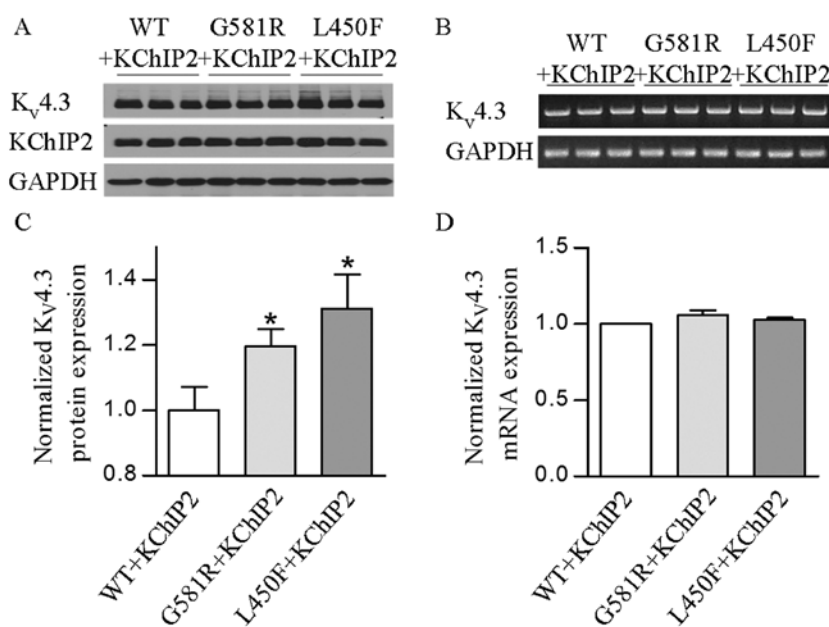 A
WT G581R L450F
+KChIP2 +KChIP2 +KChIP2
Kv4.3
KChIP2
GAPDH
B
WT G581R L450F
+KChIP2 +KChIP2 +KChIP2
Kv4.3
GAPDH
C
Normalized KV4.3
protein expression
1.4
1.2
1.0
0.8
*
*
WT+KChIP2
G581R+KChIP2
L450F+KChIP2
D
Normalized KV4.3
mRNA expression
1.5
1.0
0.5
0.0
WT+KChIP2
G581R+KChIP2
L450F+KChIP2